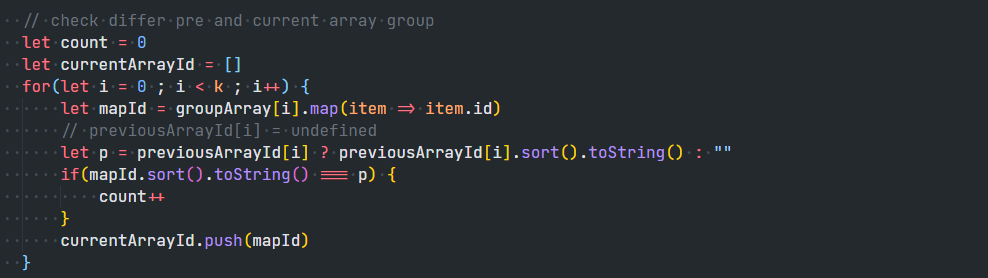 // check differ pre and current array group
let count = 0
let currentArrayId = []
for(let i = 0 ; i < k ; i++) {
let mapId = groupArray[i].map(item => item.id)
// previousArrayId[i] = undefined
let p = previousArrayId[i] ? previousArrayId[i].sort().toString() : ""
if(mapId.sort().toString() === p) {
count++
}
currentArrayId.push(mapId)
}